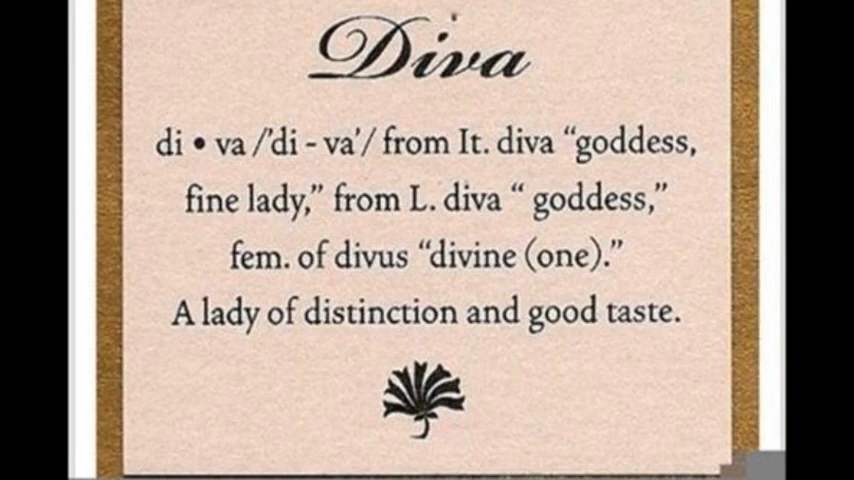 Diva
di • va /'di - va'/ from It. diva “goddess,
fine lady,” from L. diva “ goddess,”
fem. of divus “divine (one).”
A lady of distinction and good taste.